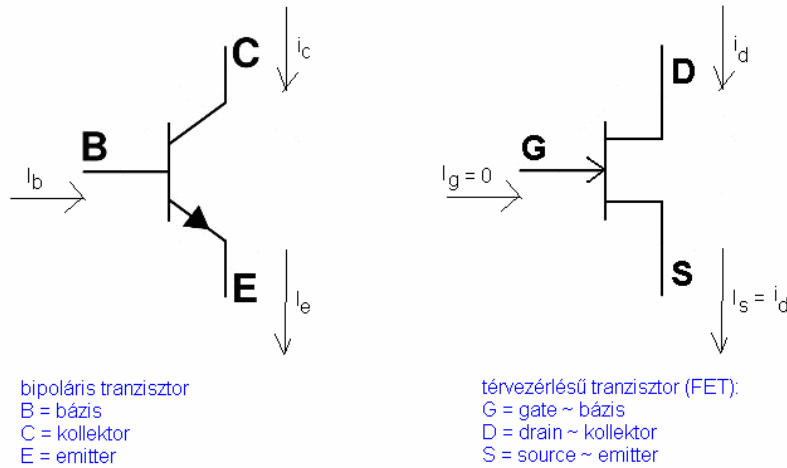 C
i_c
B
I_b
E
I_e
D
i_d
G
I_g=0
S
I_s = i_d
bipoláris tranzisztor
B = bázis
C = kollektor
E = emitter
térvezérlésű tranzisztor (FET):
G = gate ~ bázis
D = drain ~ kollektor
S = source ~ emitter